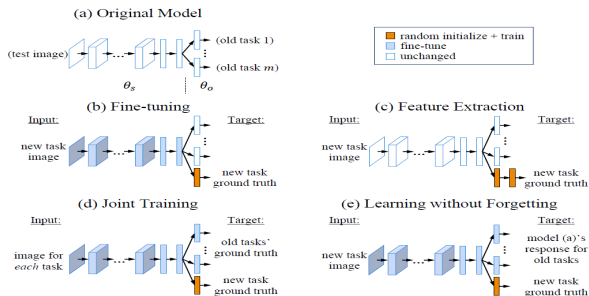 (a) Original Model
(test image)
...
(old task 1)
⋮
(old task m)
θs
θo
random initialize + train
fine-tune
unchanged
(b) Fine-tuning
Input:
Target:
new task
image
...
⋮
new task
ground truth
(c) Feature Extraction
Input:
Target:
new task
image
...
⋮
new task
ground truth
(d) Joint Training
Input:
Target:
image for
each task
...
⋮
old tasks'
ground truth
new task
ground truth
(e) Learning without Forgetting
Input:
Target:
new task
image
...
⋮
model (a)'s
response for
old tasks
new task
ground truth